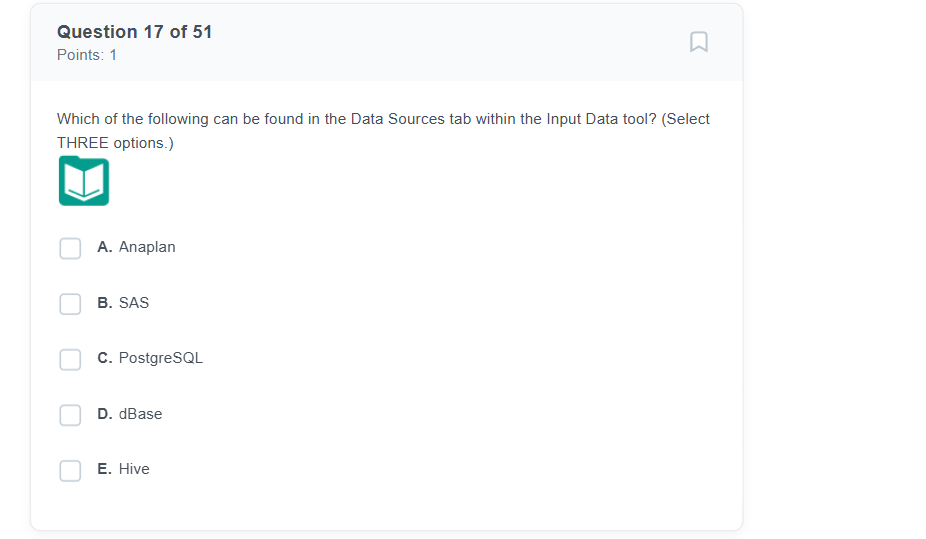 Question 17 of 51
Points: 1
Which of the following can be found in the Data Sources tab within the Input Data tool? (Select
THREE options.)
A. Anaplan
B. SAS
C. PostgreSQL
D. dBase
E. Hive